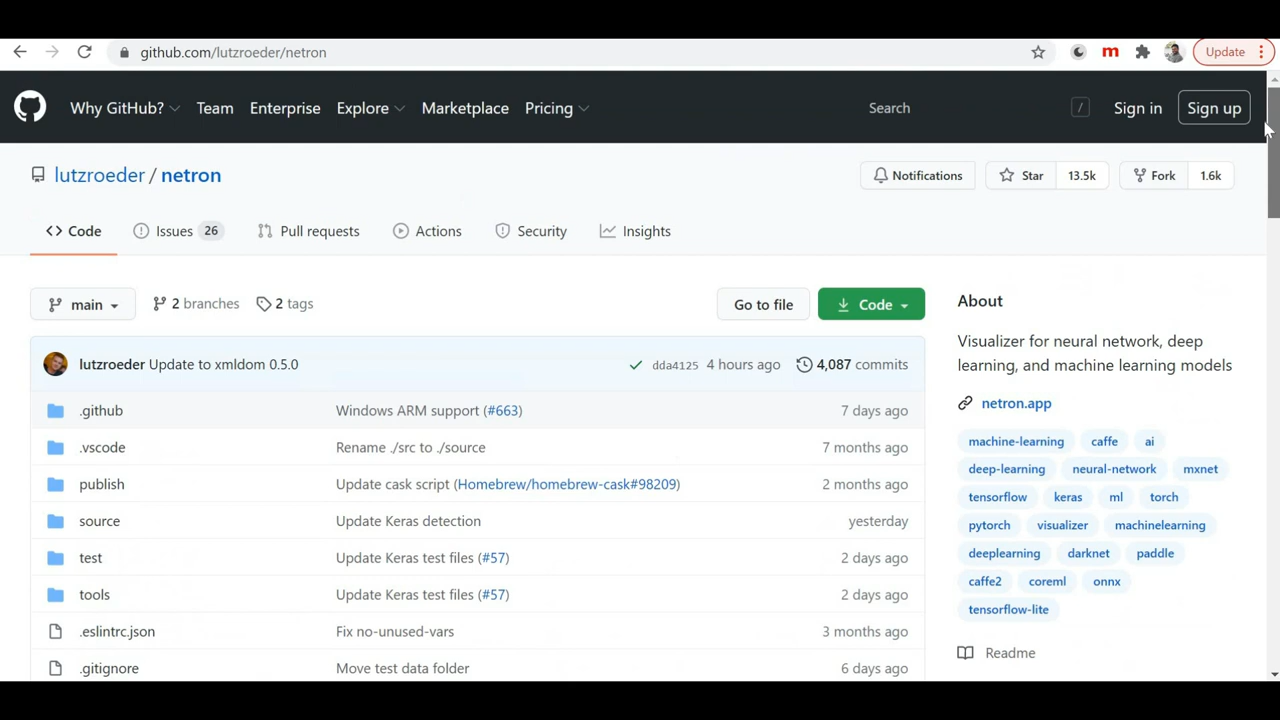 github.com/lutzroeder/netron
m
Update
Why GitHub? Team Enterprise Explore Marketplace Pricing Search / Sign in Sign up
lutzroeder / netron Notifications Star 13.5k Fork 1.6k
Code Issues 26 Pull requests Actions Security Insights
main 2 branches 2 tags Go to file Code
lutzroeder Update to xmldom 0.5.0 dda4125 4 hours ago 4,087 commits
.github Windows ARM support (#663) 7 days ago
.vscode Rename ./src to ./source 7 months ago
publish Update cask script (Homebrew/homebrew-cask#98209) 2 months ago
source Update Keras detection yesterday
test Update Keras test files (#57) 2 days ago
tools Update Keras test files (#57) 2 days ago
.eslintrc.json Fix no-unused-vars 3 months ago
.gitignore Move test data folder 6 days ago
About
Visualizer for neural network, deep
learning, and machine learning models
netron.app
machine-learning caffe ai
deep-learning neural-network mxnet
tensorflow keras ml torch
pytorch visualizer machinelearning
deeplearning darknet paddle
caffe2 coreml onnx
tensorflow-lite
Readme